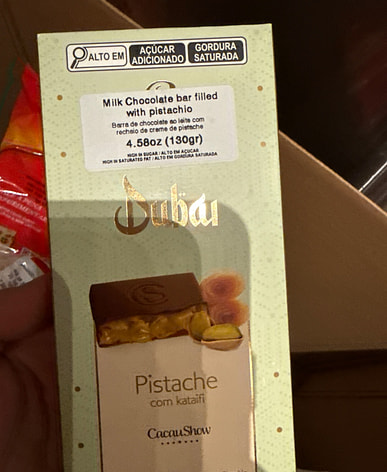 ALTO EM AÇÚCAR ADICIONADO GORDURA SATURADA
Milk Chocolate bar filled
with pistachio
Barra de chocolate ao leite com
recheio de creme de pistache
4.58oz (130gr)
HIGH IN SUGAR / ALTO EM AÇÚCAR
HIGH IN SATURATED FAT / ALTO EM GORDURA SATURADA
Dubai
Pistache
com kataifi
CacauShow